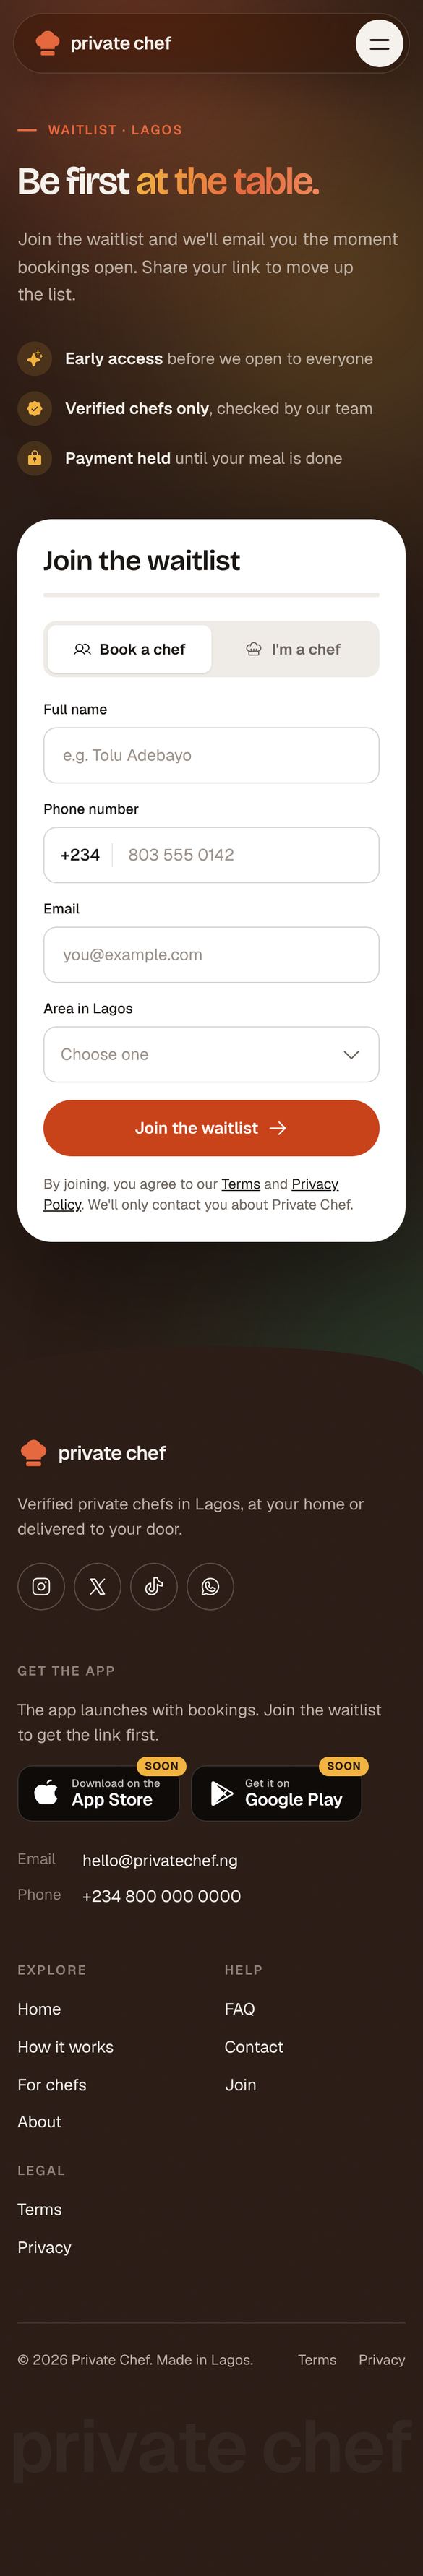 private chef
WAITLIST · LAGOS
Be first at the table.
Join the waitlist and we'll email you the moment
bookings open. Share your link to move up
the list.
Early access before we open to everyone
Verified chefs only, checked by our team
Payment held until your meal is done
Join the waitlist
Book a chef
I'm a chef
Full name
e.g. Tolu Adebayo
Phone number
+234 803 555 0142
Email
you@example.com
Area in Lagos
Choose one
Join the waitlist
By joining, you agree to our Terms and Privacy
Policy. We'll only contact you about Private Chef.
private chef
Verified private chefs in Lagos, at your home or
delivered to your door.
GET THE APP
The app launches with bookings. Join the waitlist
to get the link first.
SOON
Download on the
App Store
SOON
Get it on
Google Play
Email hello@privatechef.ng
Phone +234 800 000 0000
EXPLORE
Home
How it works
For chefs
About
HELP
FAQ
Contact
Join
LEGAL
Terms
Privacy
© 2026 Private Chef. Made in Lagos. Terms Privacy
private chef